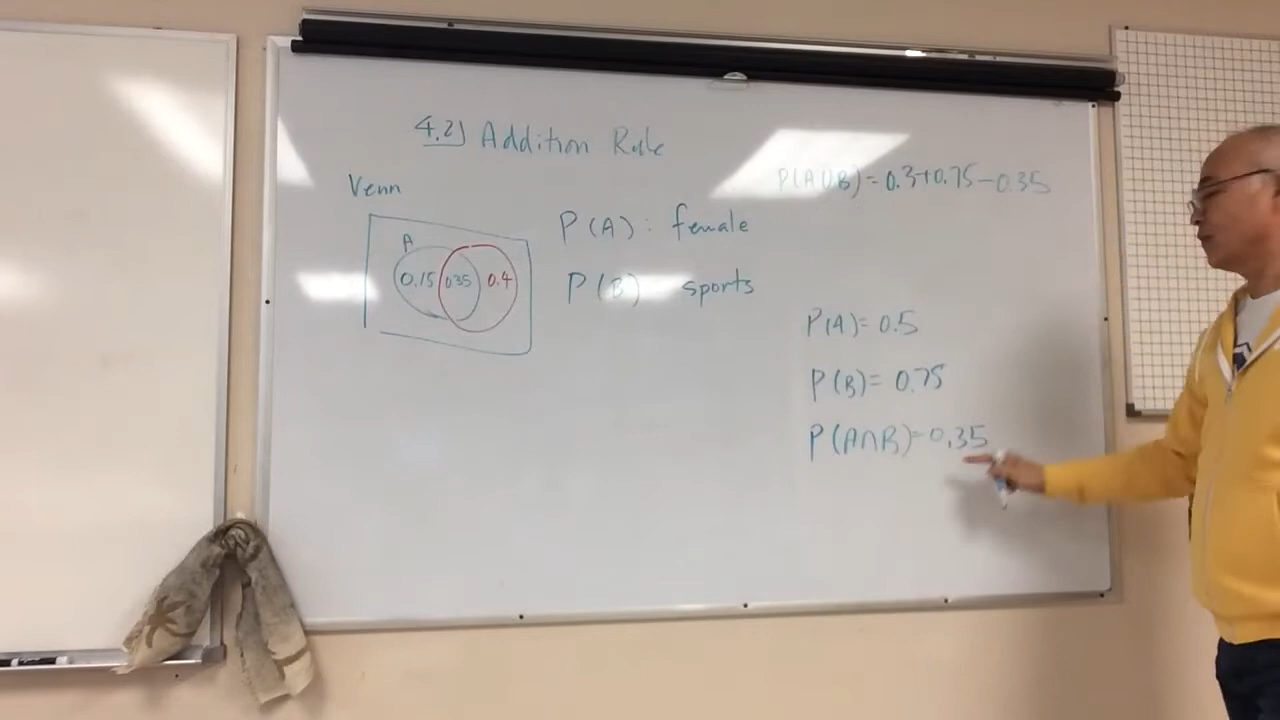 4.2) Addition Rule
Venn
P(A∪B)=0.3+0.75-0.35
A
0.15 0.35 0.4
P(A): female
P(B) sports
P(A)=0.5
P(B)=0.75
P(A∩B)=0.35